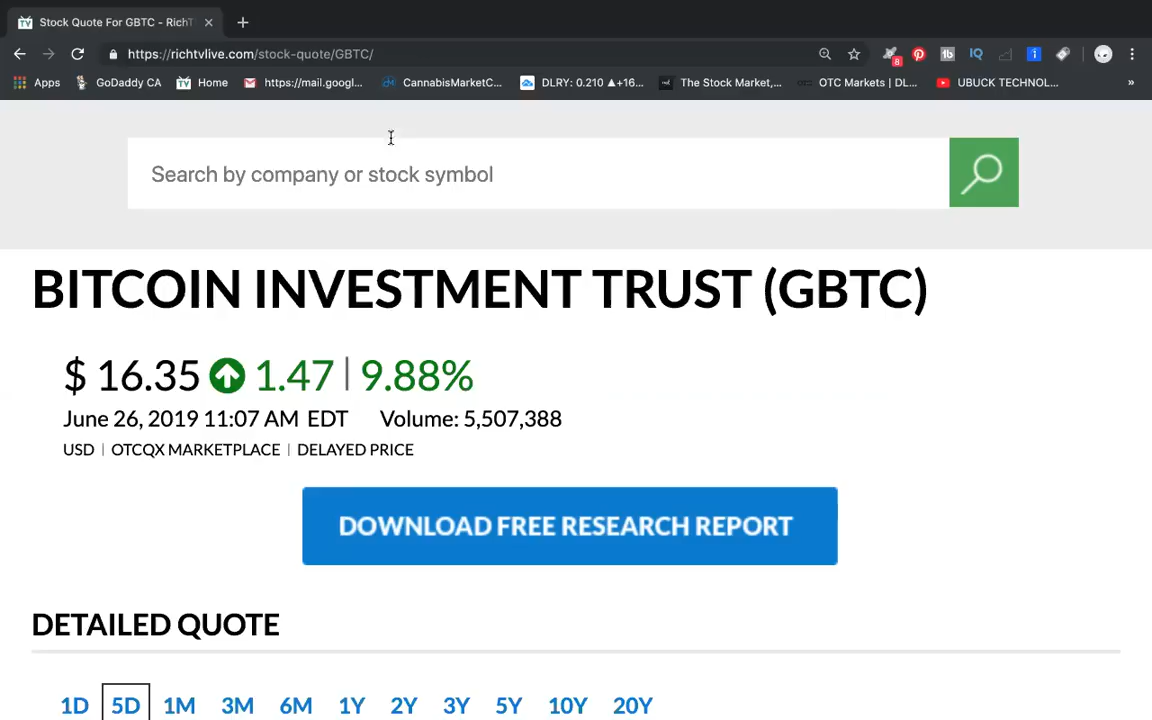 Stock Quote For GBTC - RichT
https://richtvlive.com/stock-quote/GBTC/
8
Apps GoDaddy CA Home https://mail.googl... CannabisMarketC... DLRY: 0.210 ▲+16... The Stock Market,... OTC Markets | DL... UBUCK TECHNOL... »
Search by company or stock symbol
BITCOIN INVESTMENT TRUST (GBTC)
$ 16.35 1.47 | 9.88%
June 26, 2019 11:07 AM EDT Volume: 5,507,388
USD | OTCQX MARKETPLACE | DELAYED PRICE
DOWNLOAD FREE RESEARCH REPORT
DETAILED QUOTE
1D 5D 1M 3M 6M 1Y 2Y 3Y 5Y 10Y 20Y